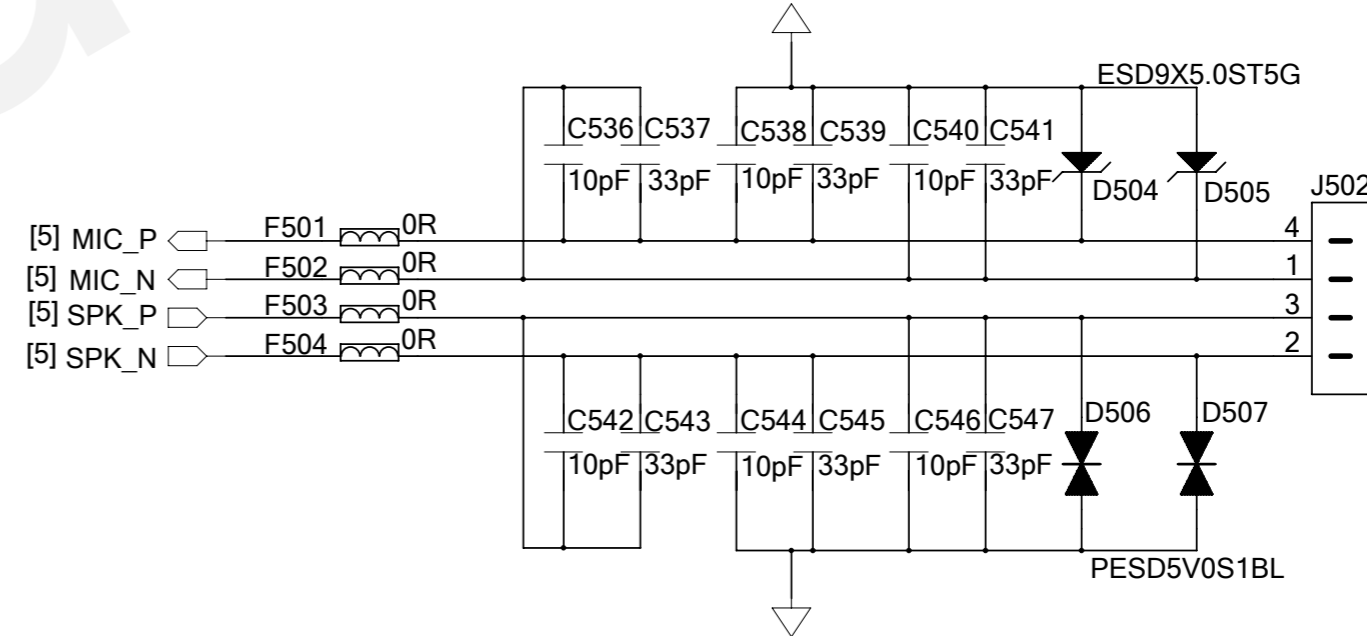 ESD9X5.0ST5G
C536 C537 C538 C539 C540 C541
10pF 33pF 10pF 33pF 10pF 33pF D504 D505
J502
[5] MIC_P F501 0R 4
[5] MIC_N F502 0R 1
[5] SPK_P F503 0R 3
[5] SPK_N F504 0R 2
C542 C543 C544 C545 C546 C547 D506 D507
10pF 33pF 10pF 33pF 10pF 33pF
PESD5V0S1BL